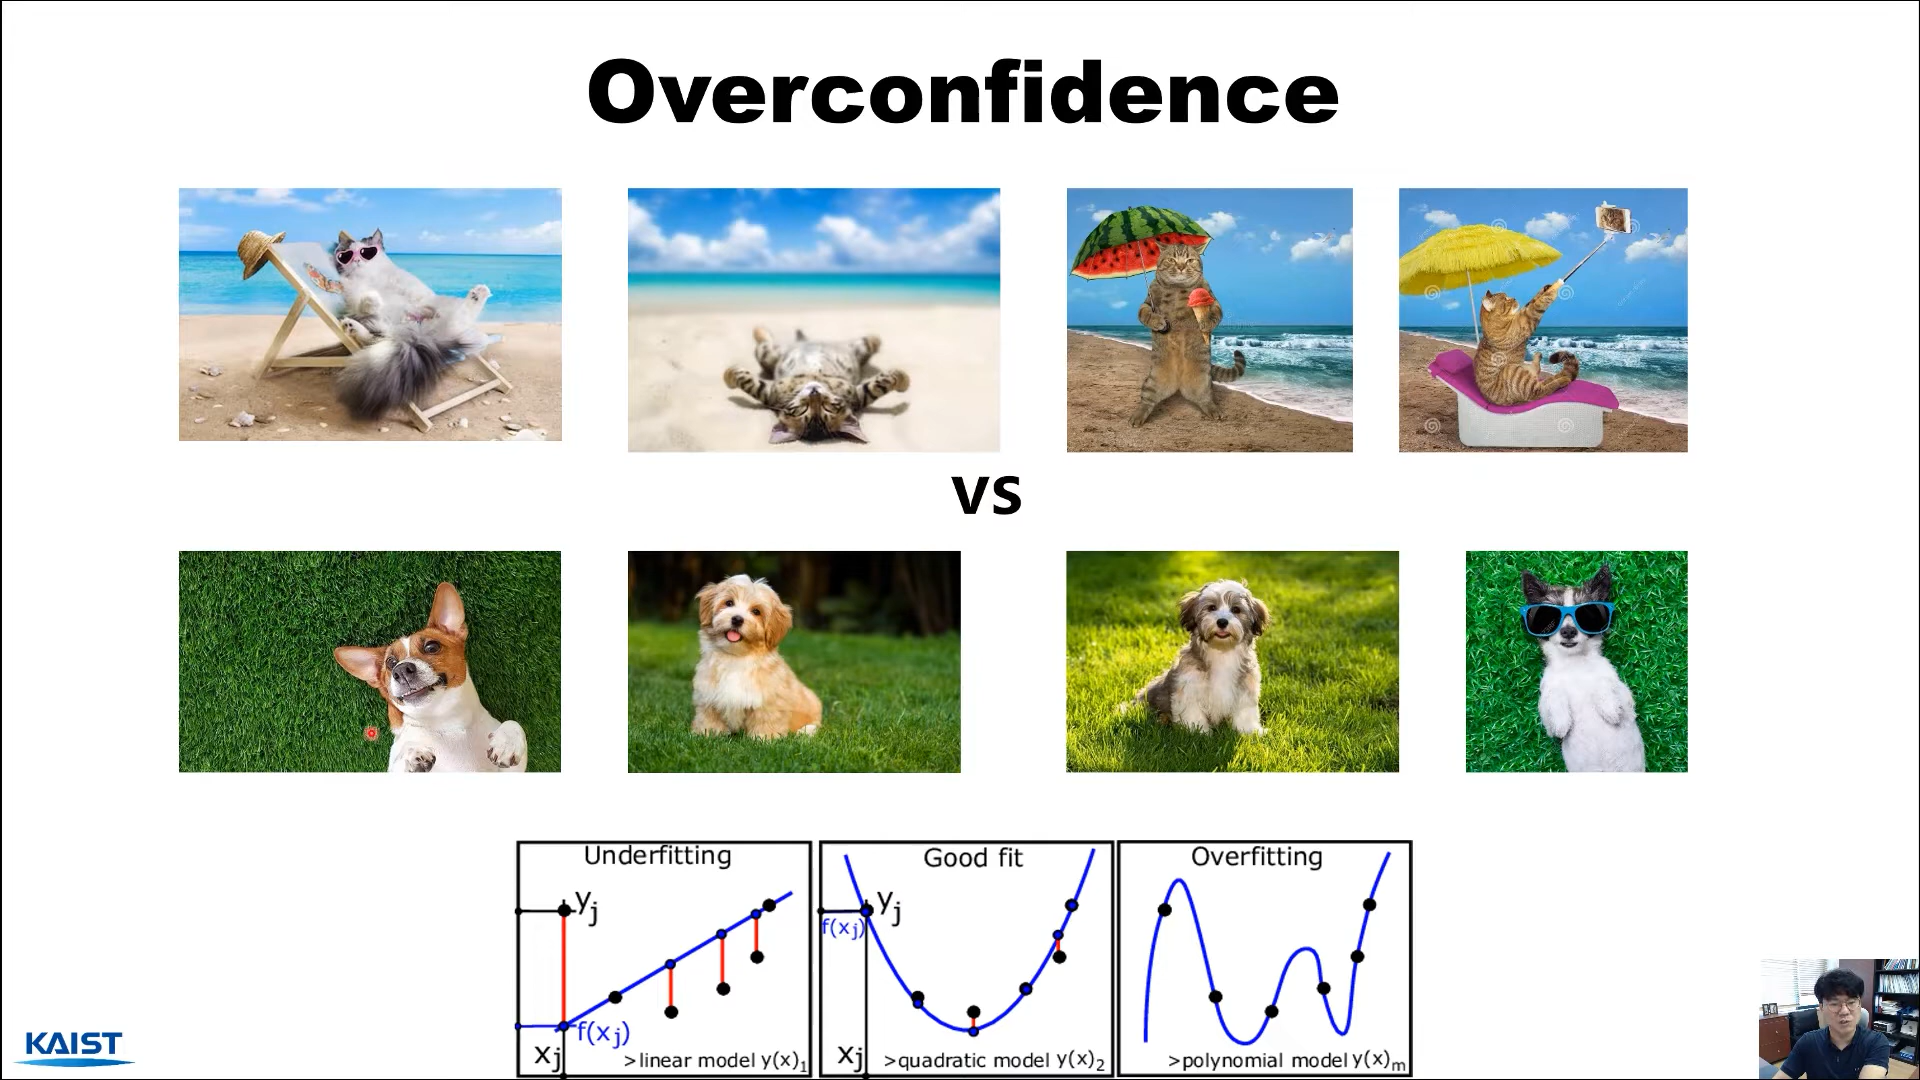 Overconfidence
VS
Underfitting
yj
f(xj)
xj
>linear model y(x)1
Good fit
yj
f(xj)
xj
>quadratic model y(x)2
Overfitting
>polynomial model y(x)m
KAIST